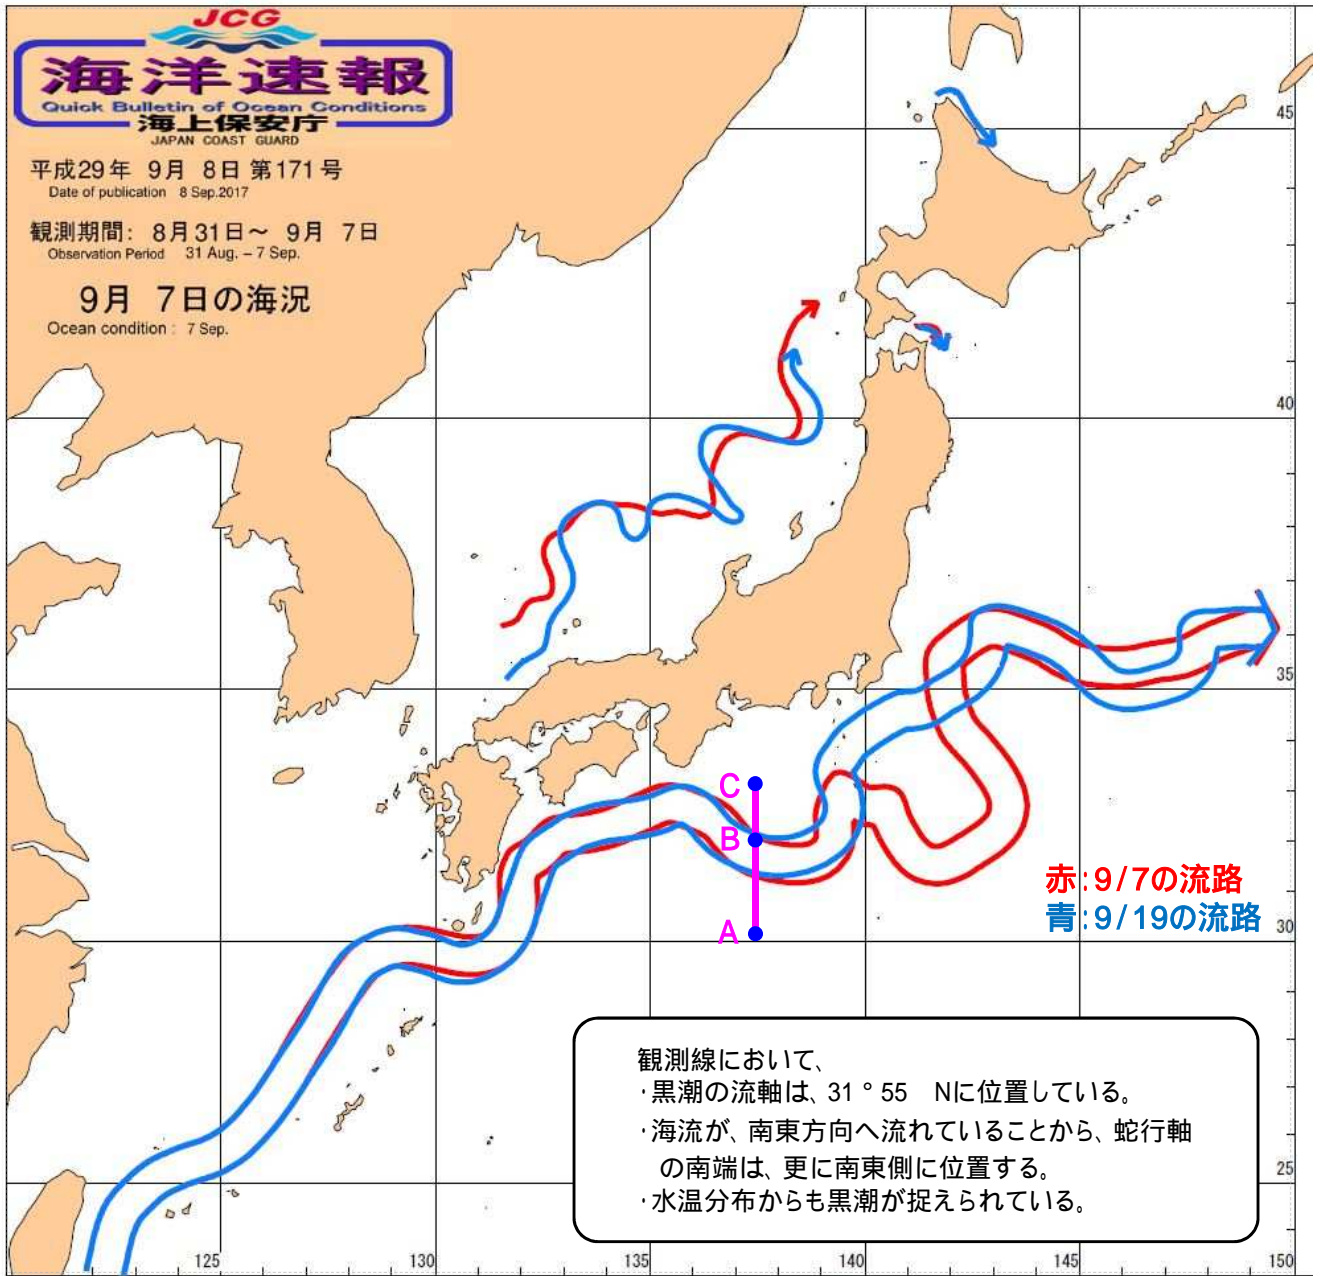 JCG
海洋速報
Quick Bulletin of Ocean Conditions
海上保安庁
JAPAN COAST GUARD
平成29年 9月 8日 第171号
Date of publication 8 Sep.2017
観測期間: 8月31日～ 9月 7日
Observation Period 31 Aug. – 7 Sep.
9月 7日の海況
Ocean condition : 7 Sep.
45
40
35
C
B
A
赤:9/7の流路
青:9/19の流路
30
観測線において、
・黒潮の流軸は、31°55 Nに位置している。
・海流が、南東方向へ流れていることから、蛇行軸
の南端は、更に南東側に位置する。
・水温分布からも黒潮が捉えられている。
25
125
130
135
140
145
150